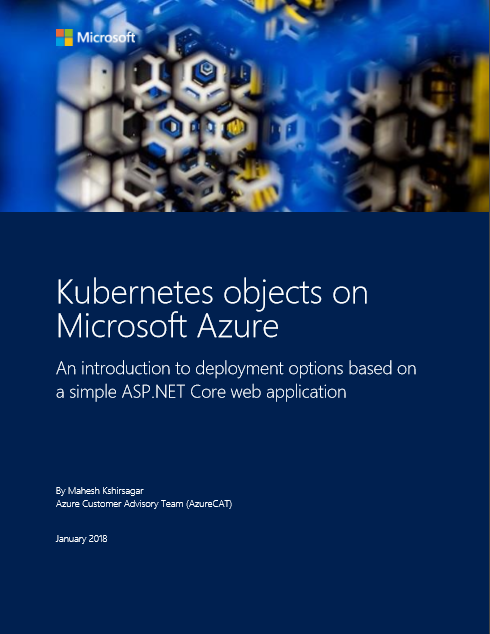 Microsoft
Kubernetes objects on
Microsoft Azure
An introduction to deployment options based on
a simple ASP.NET Core web application
By Mahesh Kshirsagar
Azure Customer Advisory Team (AzureCAT)
January 2018